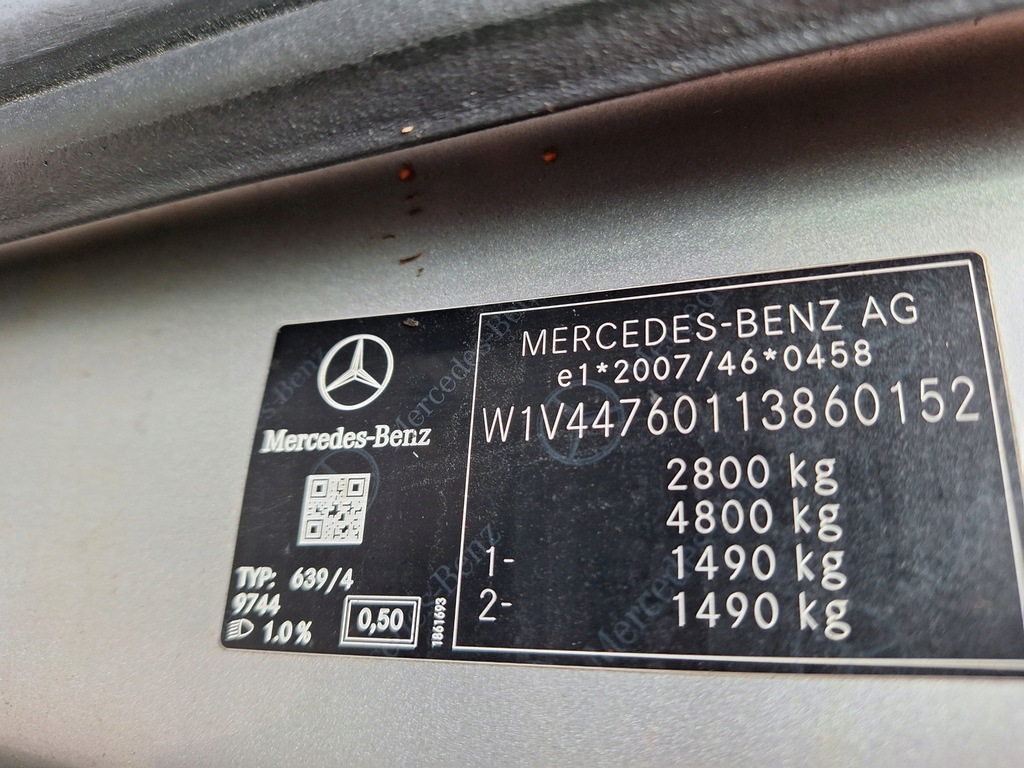 Mercedes-Benz
TYP: 639/4
9744
1.0%
0,50
1861693
MERCEDES-BENZ AG
e1*2007/46*0458
W1V44760113860152
2800 kg
4800 kg
1- 1490 kg
2- 1490 kg